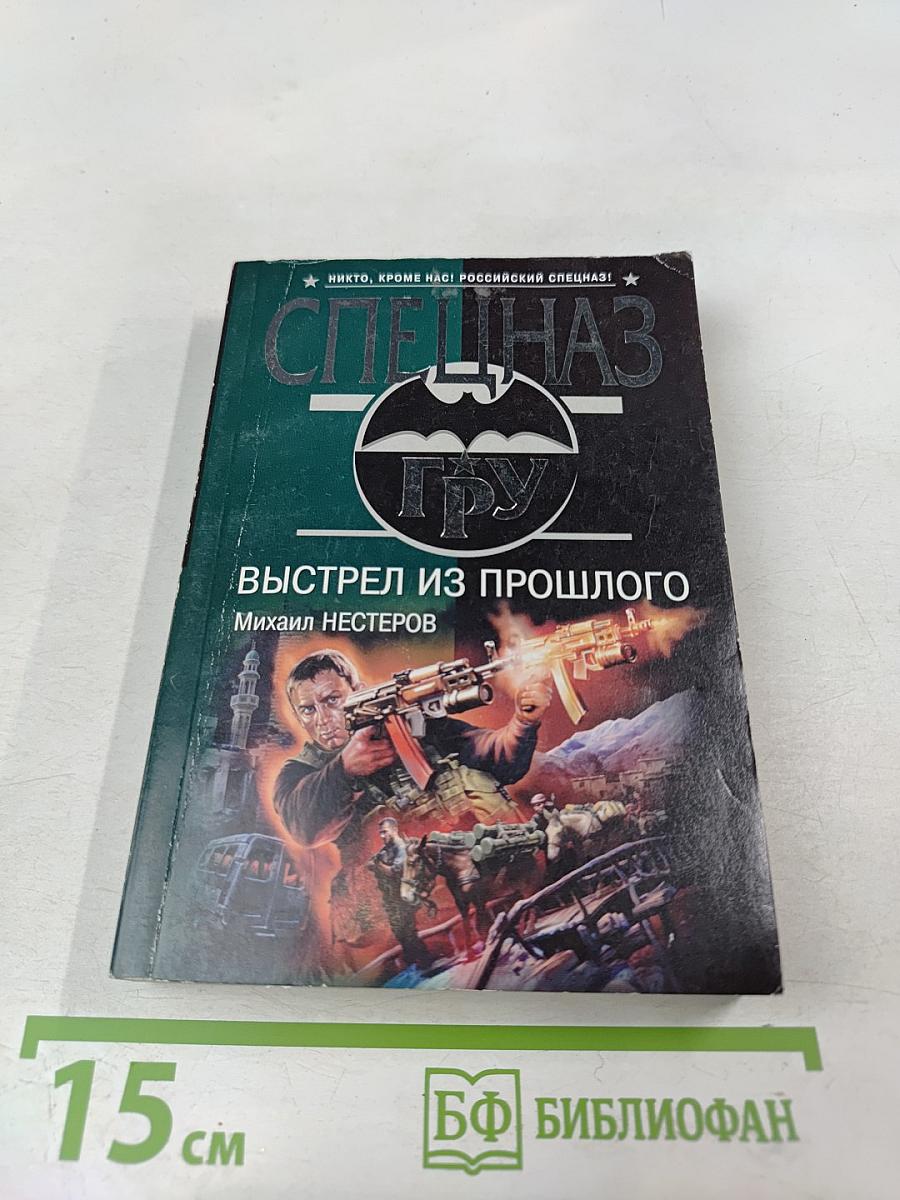 НИКТО, КРОМЕ НАС! РОССИЙСКИЙ СПЕЦНАЗ!
СПЕЦНАЗ
ГРУ
ВЫСТРЕЛ ИЗ ПРОШЛОГО
Михаил НЕСТЕРОВ
15 см
БФ БИБЛИОФАН